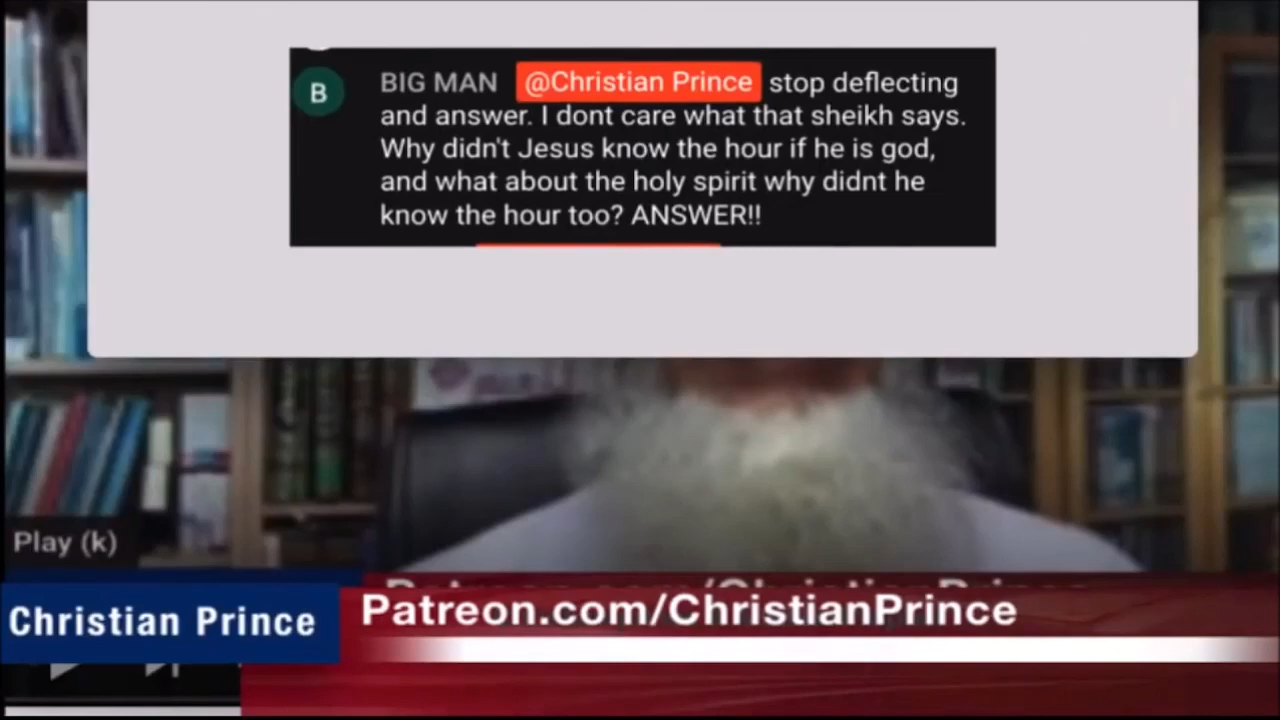 B
BIG MAN @Christian Prince stop deflecting
and answer. I dont care what that sheikh says.
Why didn't Jesus know the hour if he is god,
and what about the holy spirit why didnt he
know the hour too? ANSWER!!
Play (k)
Christian Prince
Patreon.com/ChristianPrince